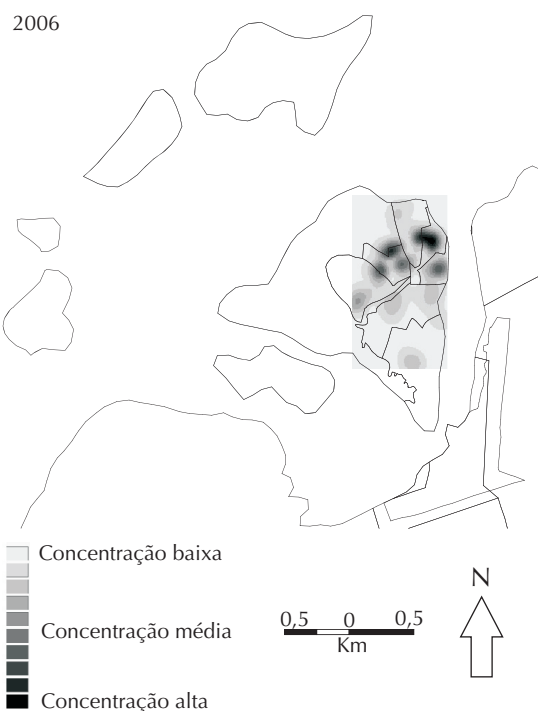 2006
Concentração baixa
Concentração média
Concentração alta
0,5 0 0,5
Km
N